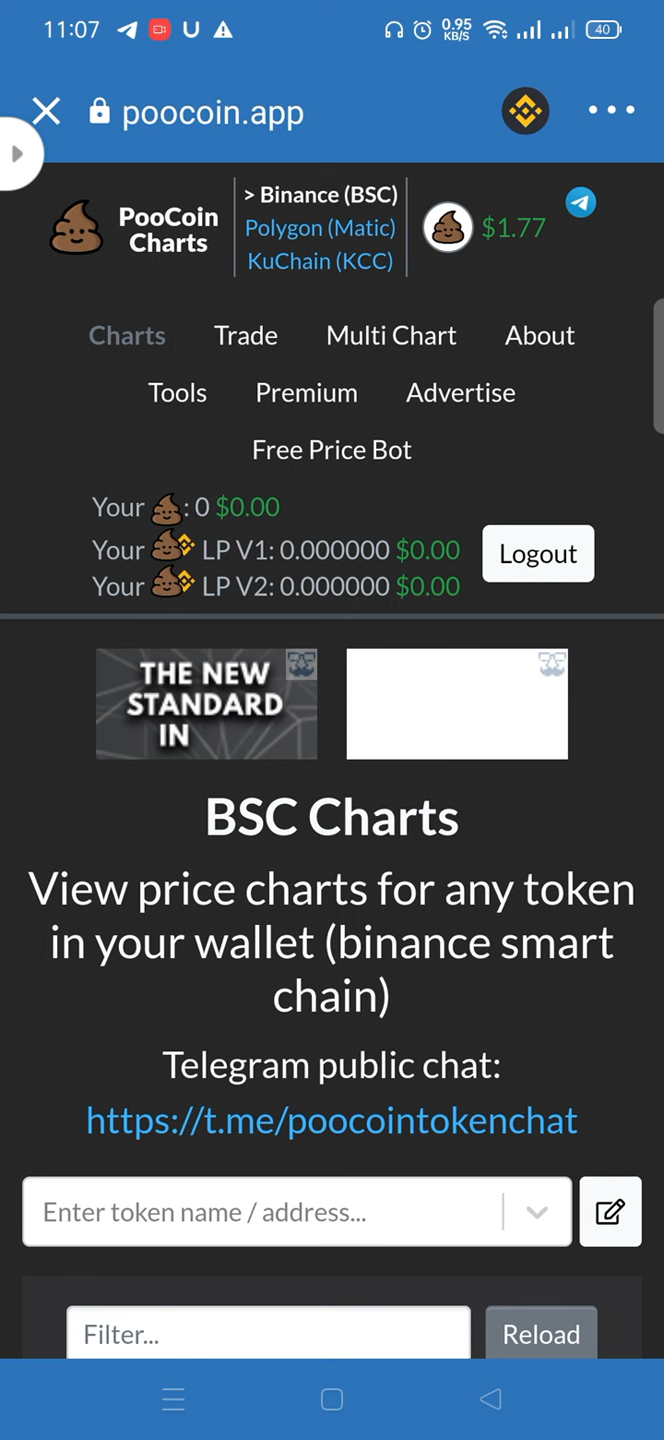 11:07 0.95 KB/S 40
poocoin.app
PooCoin
Charts
> Binance (BSC)
Polygon (Matic)
KuChain (KCC)
$1.77
Charts Trade Multi Chart About
Tools Premium Advertise
Free Price Bot
Your : 0 $0.00
Your LP V1: 0.000000 $0.00
Your LP V2: 0.000000 $0.00
Logout
THE NEW
STANDARD
IN
BSC Charts
View price charts for any token
in your wallet (binance smart
chain)
Telegram public chat:
https://t.me/poocointokenchat
Enter token name / address...
Filter... Reload